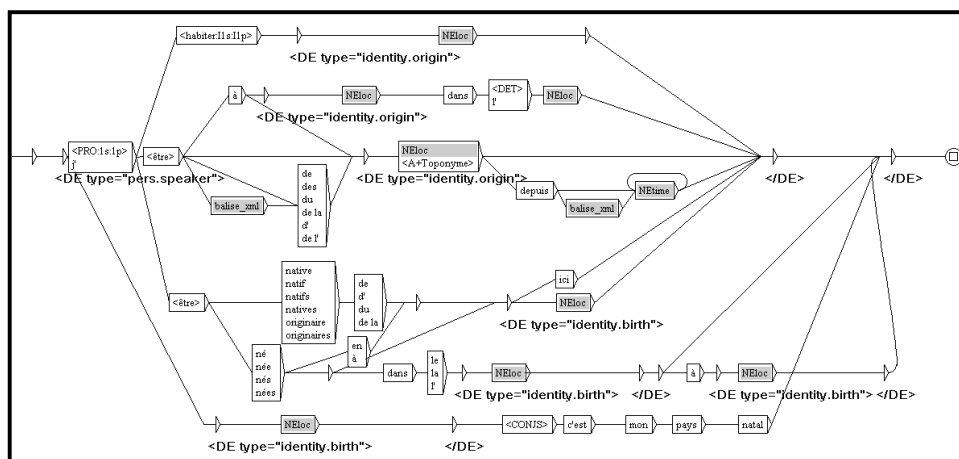 <habiter:I1s:I1p>
NEloc
<DE type="identity.origin">
à
NEloc
dans
<DET>
l'
NEloc
<DE type="identity.origin">
<PRO:1s:1p>
j'
<DE type="pers.speaker">
<être>
balise_xml
de
des
du
de la
d'
de l'
NEloc
<A+Toponyme>
<DE type="identity.origin">
depuis
balise_xml
NEtime
</DE>
</DE>
<être>
native
natif
natifs
natives
originaire
originaires
de
d'
du
de la
ici
NEloc
<DE type="identity.birth">
né
née
nés
nées
en
à
dans
le
la
l'
NEloc
<DE type="identity.birth">
</DE>
à
NEloc
<DE type="identity.birth">
</DE>
NEloc
<DE type="identity.birth">
</DE>
<CONJS>
c'est
mon
pays
natal